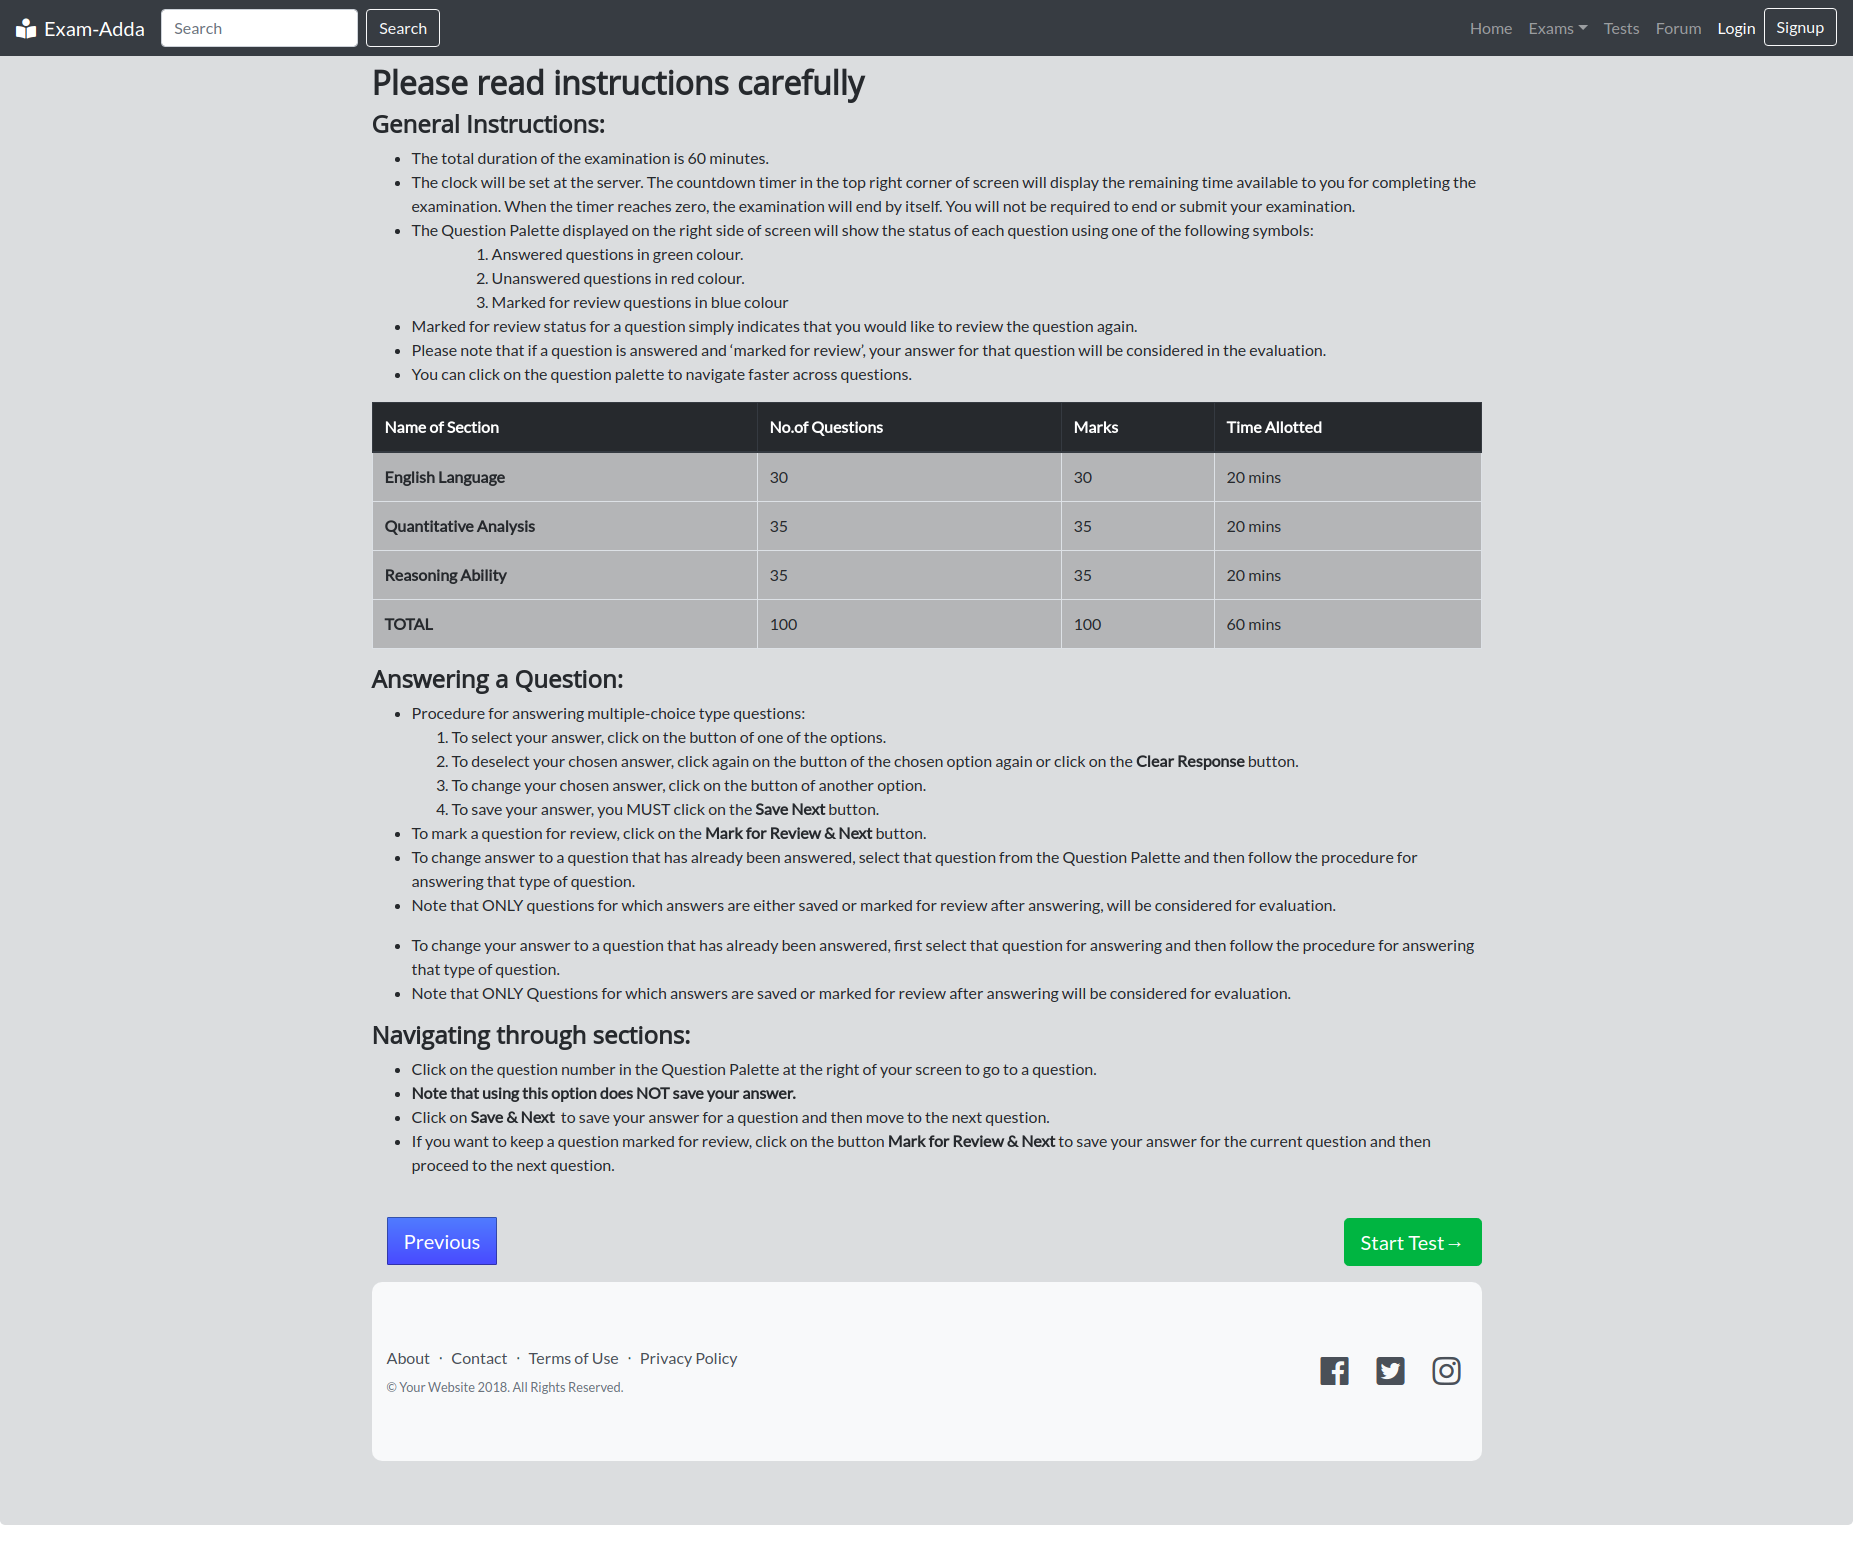 Exam-Adda Search Search Home Exams Tests Forum Login Signup
Please read instructions carefully
General Instructions:
• The total duration of the examination is 60 minutes.
• The clock will be set at the server. The countdown timer in the top right corner of screen will display the remaining time available to you for completing the
examination. When the timer reaches zero, the examination will end by itself. You will not be required to end or submit your examination.
• The Question Palette displayed on the right side of screen will show the status of each question using one of the following symbols:
1. Answered questions in green colour.
2. Unanswered questions in red colour.
3. Marked for review questions in blue colour
• Marked for review status for a question simply indicates that you would like to review the question again.
• Please note that if a question is answered and ‘marked for review’, your answer for that question will be considered in the evaluation.
• You can click on the question palette to navigate faster across questions.
Name of Section No.of Questions Marks Time Allotted
English Language 30 30 20 mins
Quantitative Analysis 35 35 20 mins
Reasoning Ability 35 35 20 mins
TOTAL 100 100 60 mins
Answering a Question:
• Procedure for answering multiple-choice type questions:
1. To select your answer, click on the button of one of the options.
2. To deselect your chosen answer, click again on the button of the chosen option again or click on the Clear Response button.
3. To change your chosen answer, click on the button of another option.
4. To save your answer, you MUST click on the Save Next button.
• To mark a question for review, click on the Mark for Review & Next button.
• To change answer to a question that has already been answered, select that question from the Question Palette and then follow the procedure for
answering that type of question.
• Note that ONLY questions for which answers are either saved or marked for review after answering, will be considered for evaluation.
• To change your answer to a question that has already been answered, first select that question for answering and then follow the procedure for answering
that type of question.
• Note that ONLY Questions for which answers are saved or marked for review after answering will be considered for evaluation.
Navigating through sections:
• Click on the question number in the Question Palette at the right of your screen to go to a question.
• Note that using this option does NOT save your answer.
• Click on Save & Next to save your answer for a question and then move to the next question.
• If you want to keep a question marked for review, click on the button Mark for Review & Next to save your answer for the current question and then
proceed to the next question.
Previous Start Test→
About · Contact · Terms of Use · Privacy Policy
© Your Website 2018. All Rights Reserved.